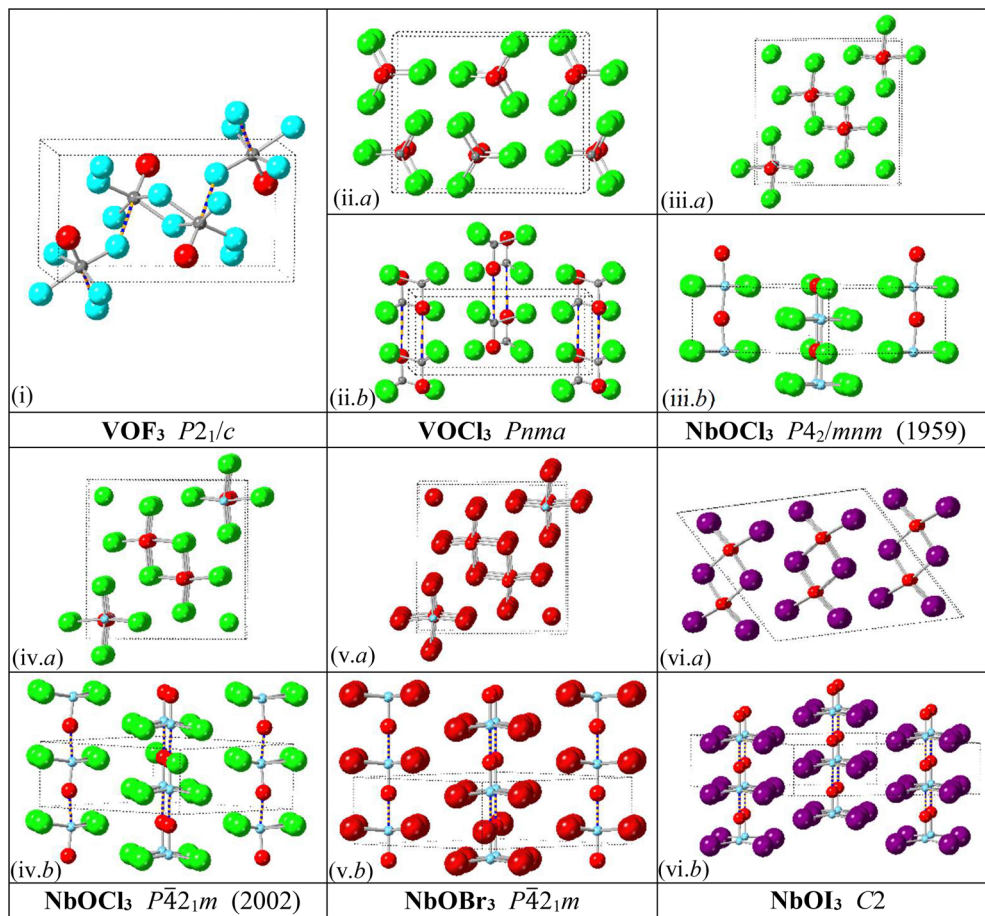 (i)
(ii.a)
(iii.a)
(ii.b)
(iii.b)
VOF₃ P2₁/c
VOCl₃ Pnma
NbOCl₃ P4₂/mnm (1959)
(iv.a)
(v.a)
(vi.a)
(iv.b)
(v.b)
(vi.b)
NbOCl₃ P4̅2₁m (2002)
NbOBr₃ P4̅2₁m
NbOI₃ C2